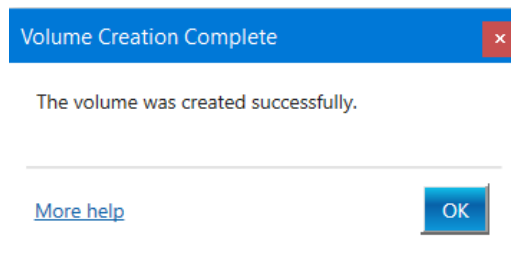 Volume Creation Complete
The volume was created successfully.
More help
OK